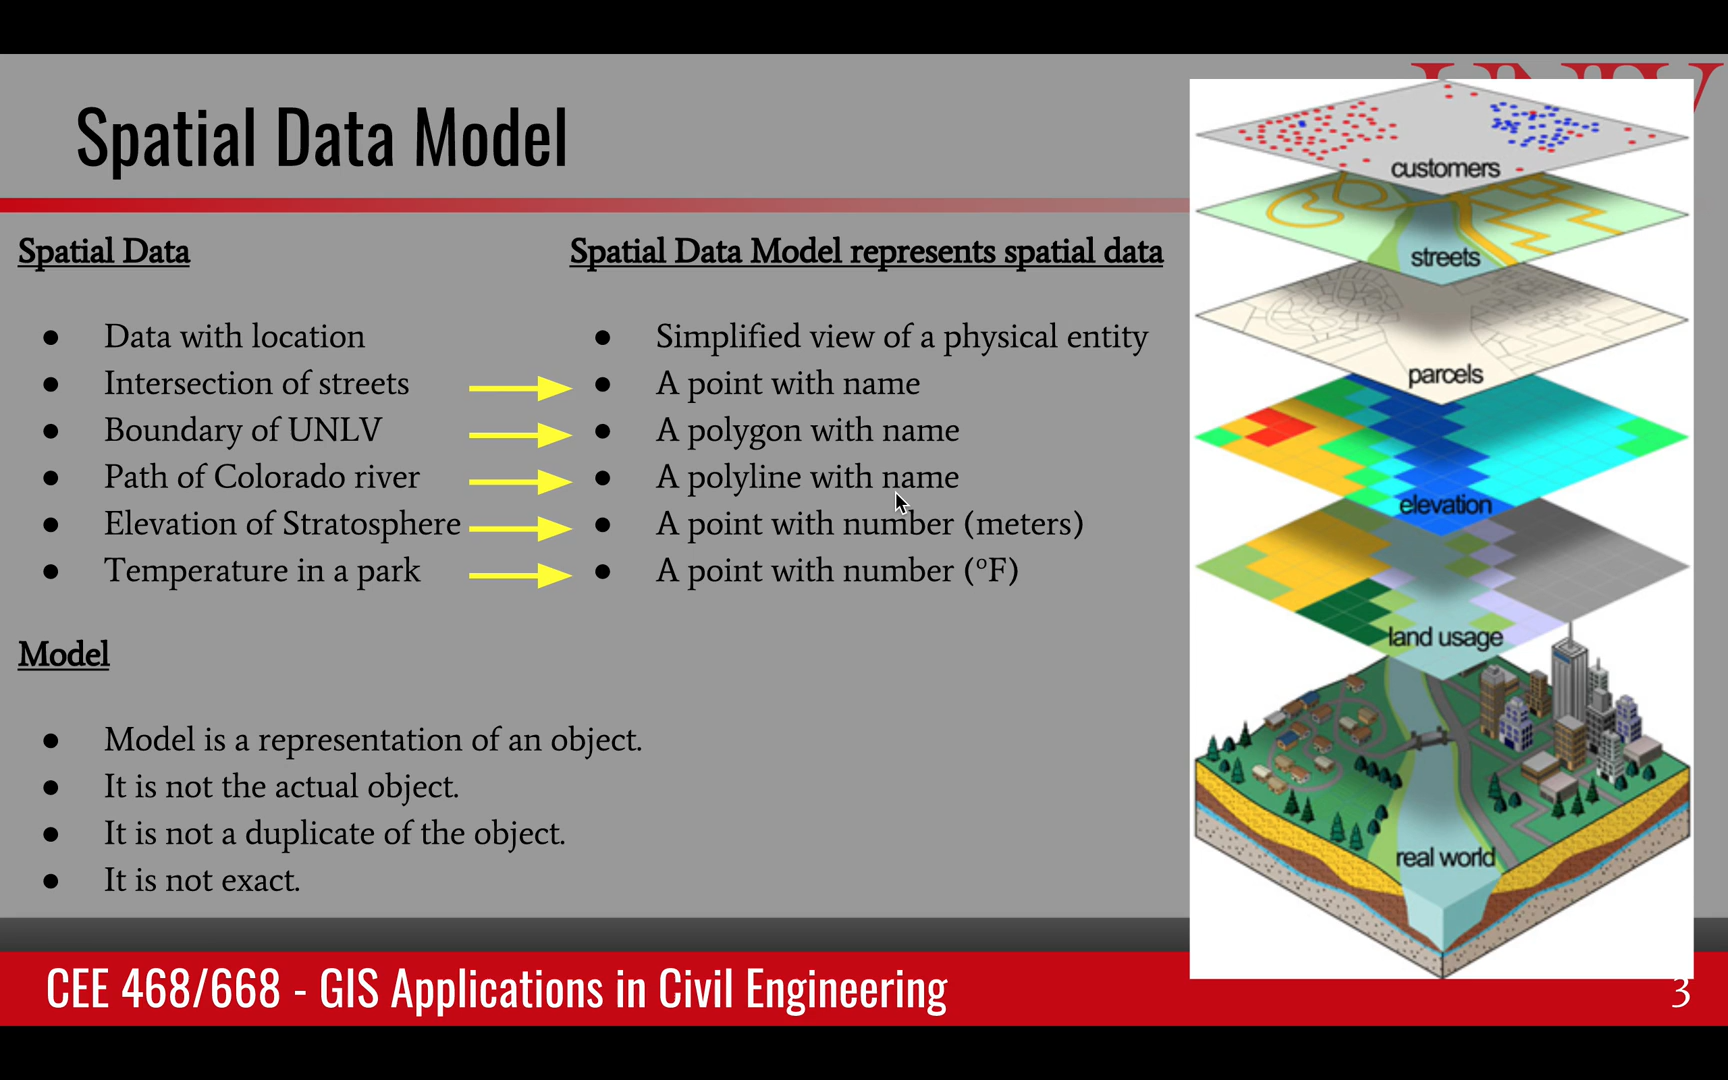 UNLV
Spatial Data Model
Spatial Data
Data with location
Intersection of streets
Boundary of UNLV
Path of Colorado river
Elevation of Stratosphere
Temperature in a park
Spatial Data Model represents spatial data
Simplified view of a physical entity
A point with name
A polygon with name
A polyline with name
A point with number (meters)
A point with number (°F)
Model
Model is a representation of an object.
It is not the actual object.
It is not a duplicate of the object.
It is not exact.
customers
streets
parcels
elevation
land usage
real world
CEE 468/668 - GIS Applications in Civil Engineering
3